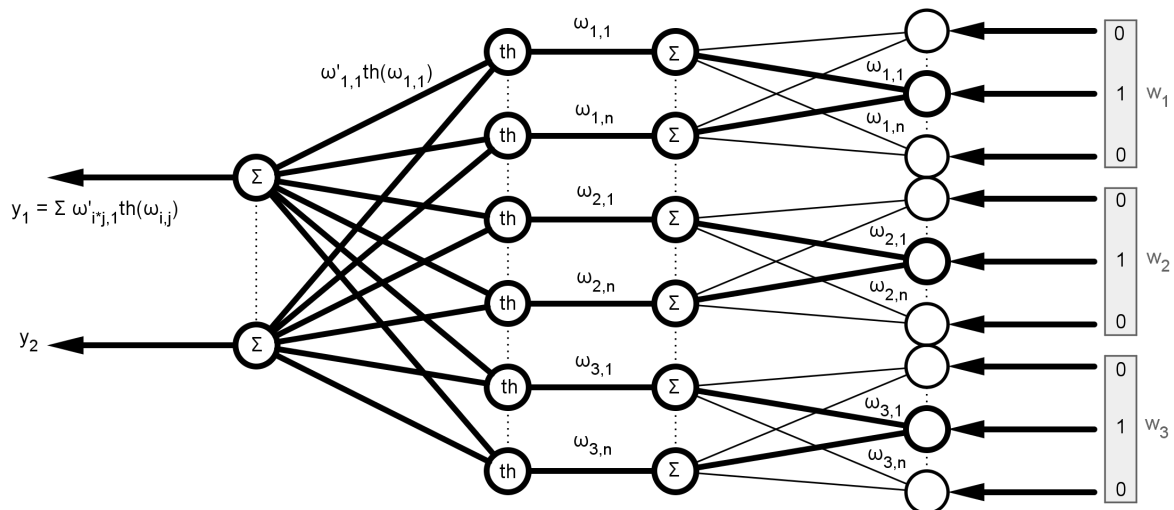 ω1,1
0
th
Σ
ω'1,1th(ω1,1)
ω1,1
1
w1
ω1,n
ω1,n
th
Σ
0
Σ
y1 = Σ ω'i*j,1th(ωi,j)
ω2,1
0
th
Σ
ω2,1
1
w2
ω2,n
ω2,n
th
Σ
0
y2
Σ
ω3,1
0
th
Σ
ω3,1
1
w3
ω3,n
ω3,n
th
Σ
0